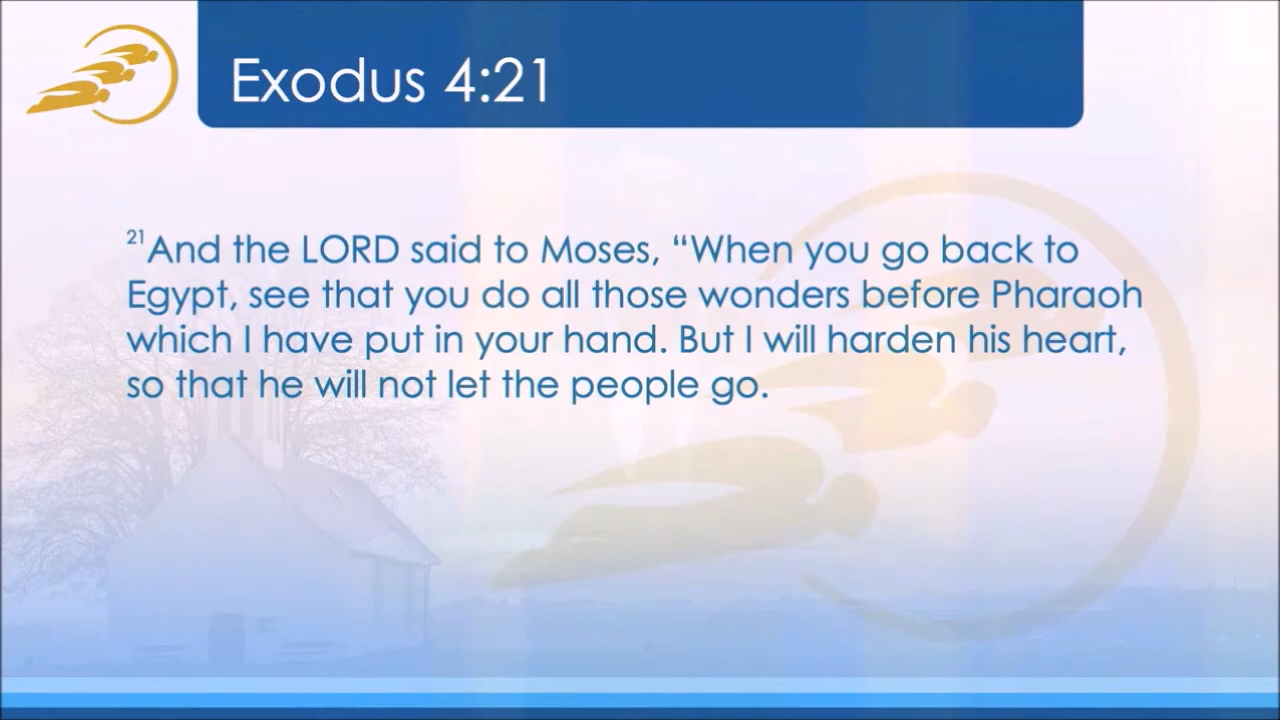 Exodus 4:21
21And the LORD said to Moses, “When you go back to
Egypt, see that you do all those wonders before Pharaoh
which I have put in your hand. But I will harden his heart,
so that he will not let the people go.